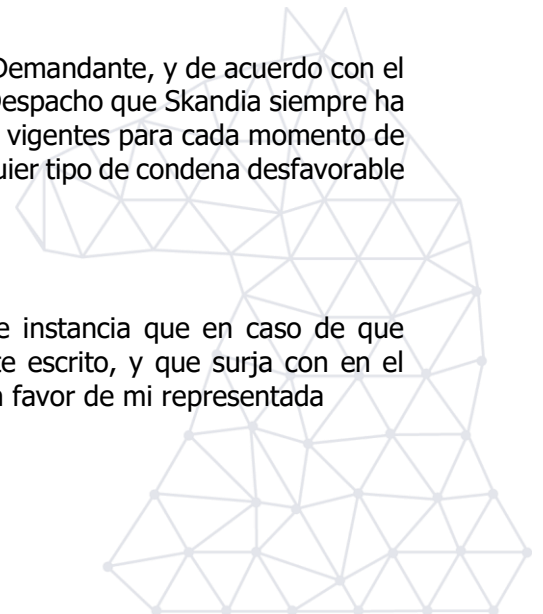 Demandante, y de acuerdo con el
Despacho que Skandia siempre ha
vigentes para cada momento de
tipo de condena desfavorable
e instancia que en caso de que
escrito, y que surja con en el
favor de mi representada